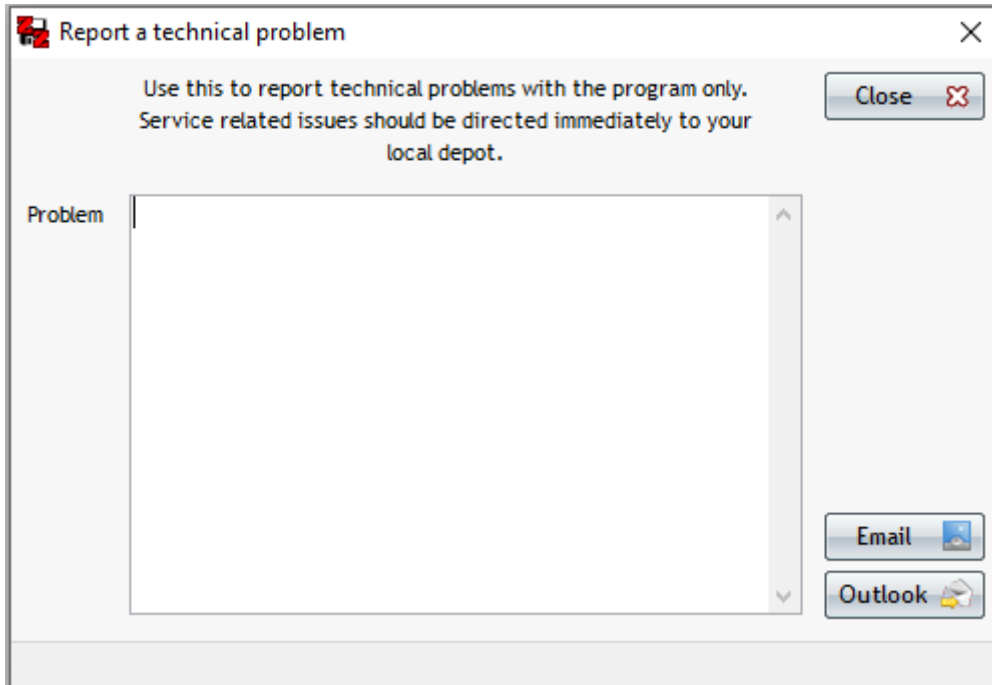 Report a technical problem
Use this to report technical problems with the program only.
Service related issues should be directed immediately to your
local depot.
Close
Problem
Email
Outlook